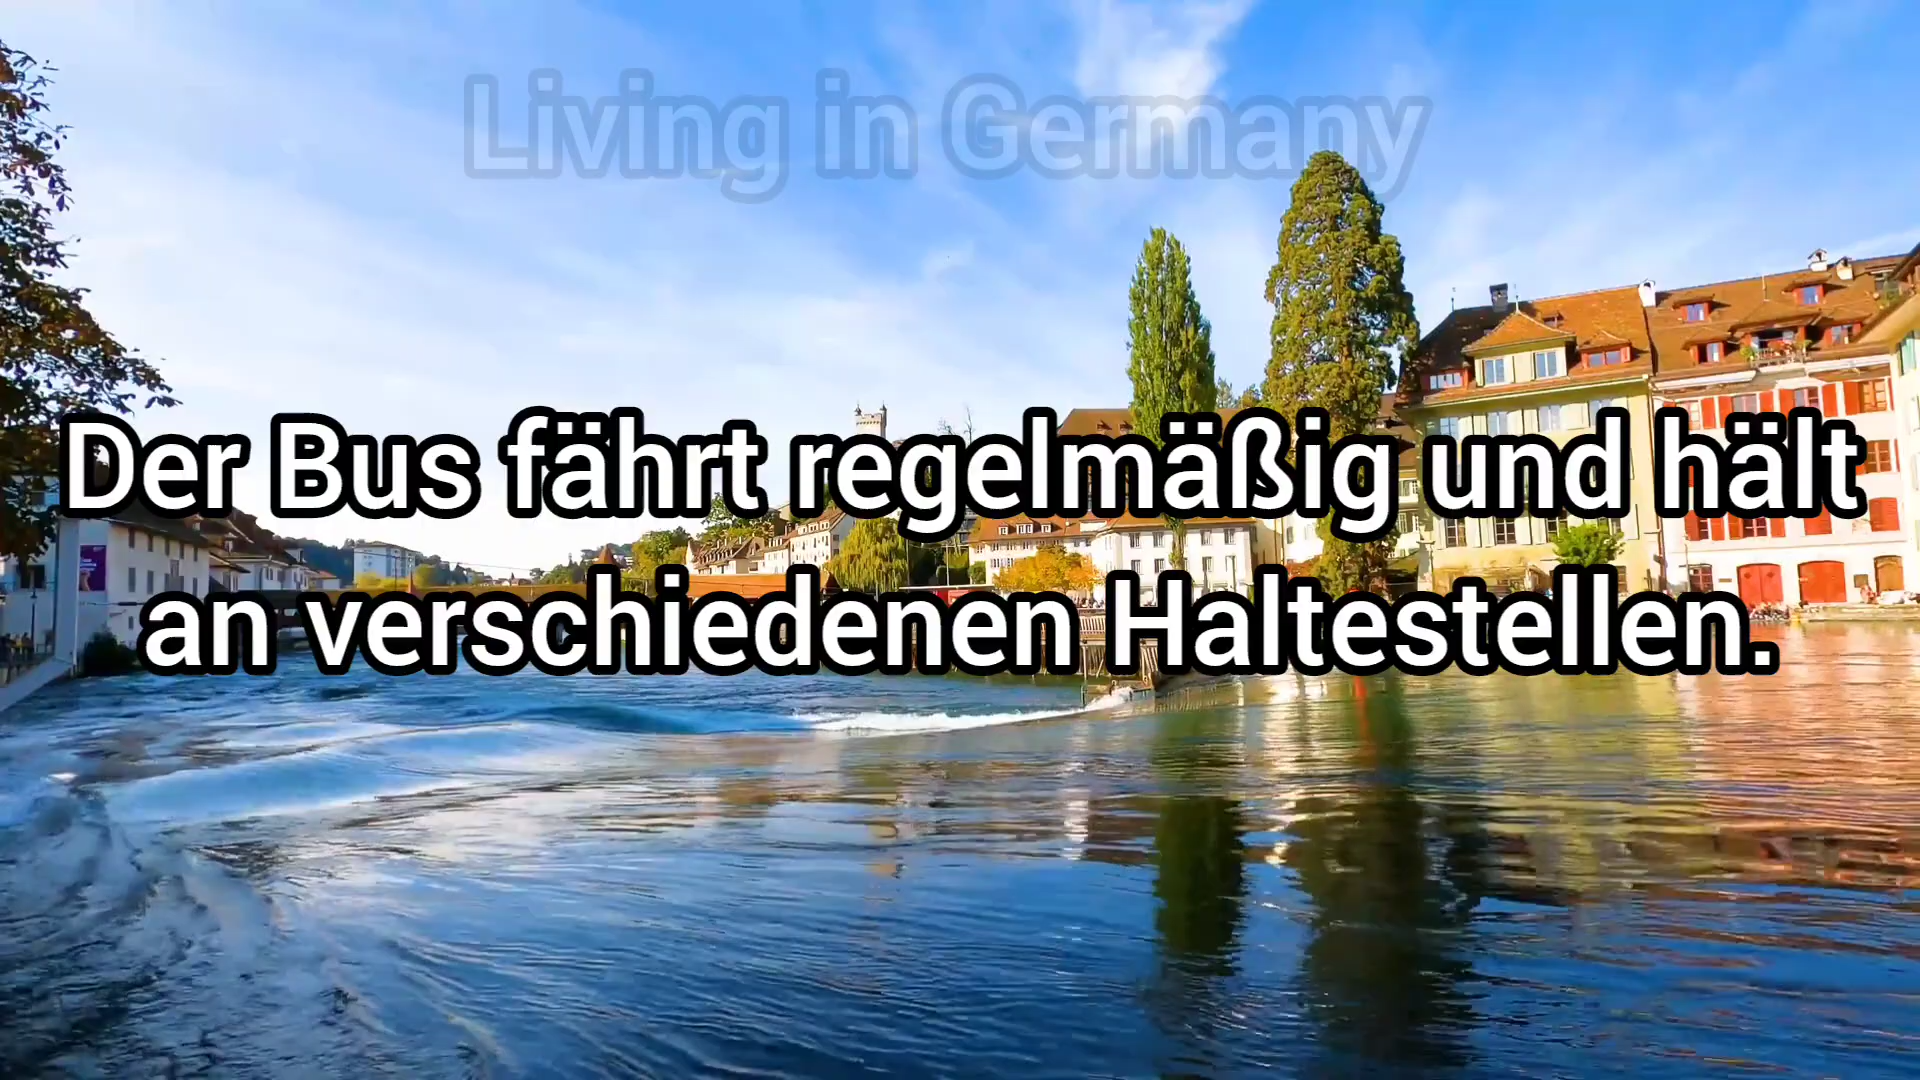 Living in Germany
Der Bus fährt regelmäßig und hält
an verschiedenen Haltestellen.